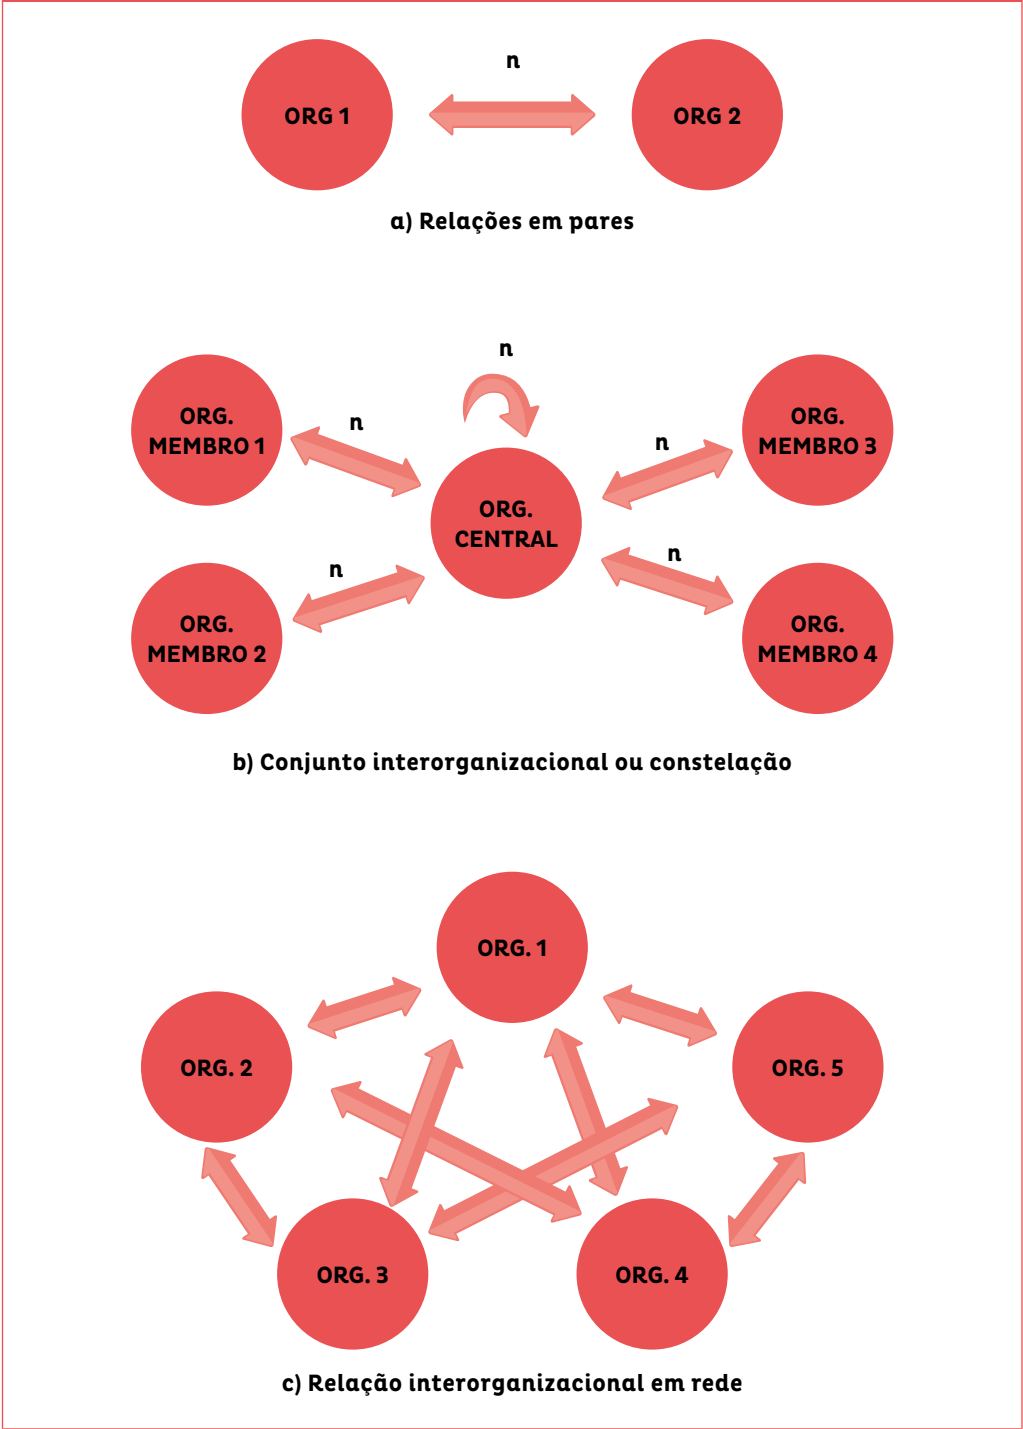 n
ORG 1
ORG 2
a) Relações em pares
n
ORG.
MEMBRO 1
n
n
ORG.
MEMBRO 3
ORG.
CENTRAL
n
n
ORG.
MEMBRO 2
ORG.
MEMBRO 4
b) Conjunto interorganizacional ou constelação
ORG. 1
ORG. 2
ORG. 5
ORG. 3
ORG. 4
c) Relação interorganizacional em rede